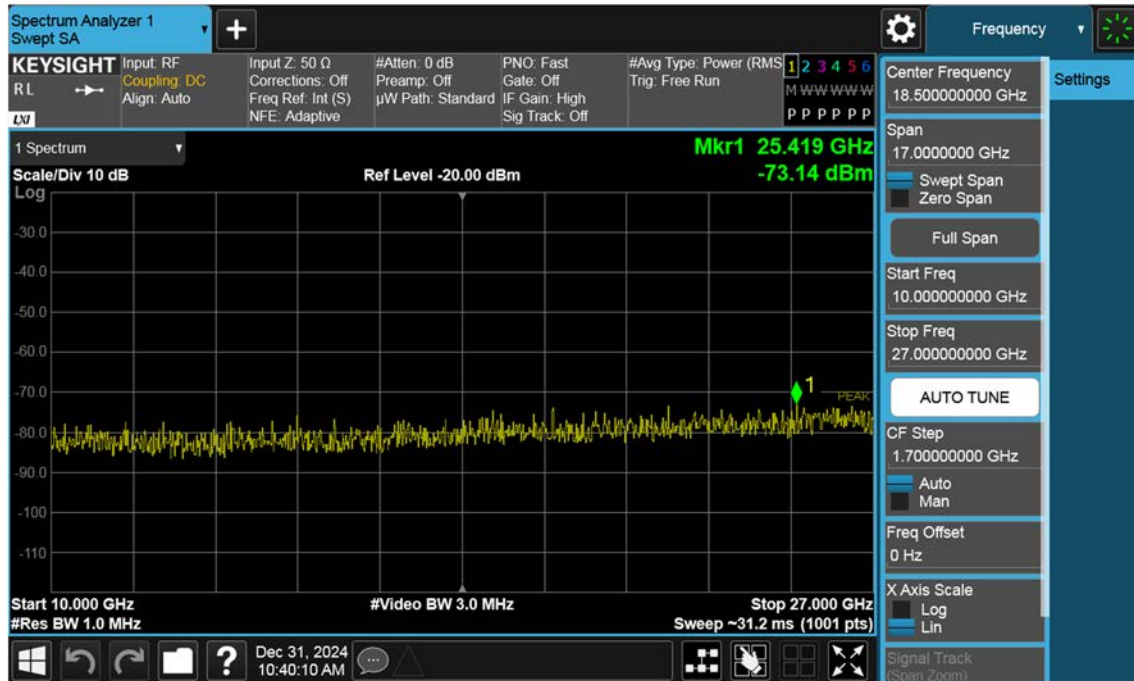 Spectrum Analyzer 1
Swept SA
+
Frequency
KEYSIGHT
RL
LXI
Input: RF
Coupling: DC
Align: Auto
Input Z: 50 Ω
Corrections: Off
Freq Ref: Int (S)
NFE: Adaptive
#Atten: 0 dB
Preamp: Off
µW Path: Standard
PNO: Fast
Gate: Off
IF Gain: High
Sig Track: Off
#Avg Type: Power (RMS
Trig: Free Run
1 2 3 4 5 6
M W W W W W
P P P P P P
Center Frequency
18.500000000 GHz
Settings
Span
17.0000000 GHz
Swept Span
Zero Span
Full Span
Start Freq
10.000000000 GHz
Stop Freq
27.000000000 GHz
AUTO TUNE
CF Step
1.700000000 GHz
Auto
Man
Freq Offset
0 Hz
X Axis Scale
Log
Lin
Signal Track
(Span Zoom)
1 Spectrum
Mkr1 25.419 GHz
-73.14 dBm
Scale/Div 10 dB
Ref Level -20.00 dBm
Log
-30.0
-40.0
-50.0
-60.0
-70.0
-80.0
-90.0
-100
-110
1
PEAK
Start 10.000 GHz
#Video BW 3.0 MHz
Stop 27.000 GHz
#Res BW 1.0 MHz
Sweep ~31.2 ms (1001 pts)
?
Dec 31, 2024
10:40:10 AM